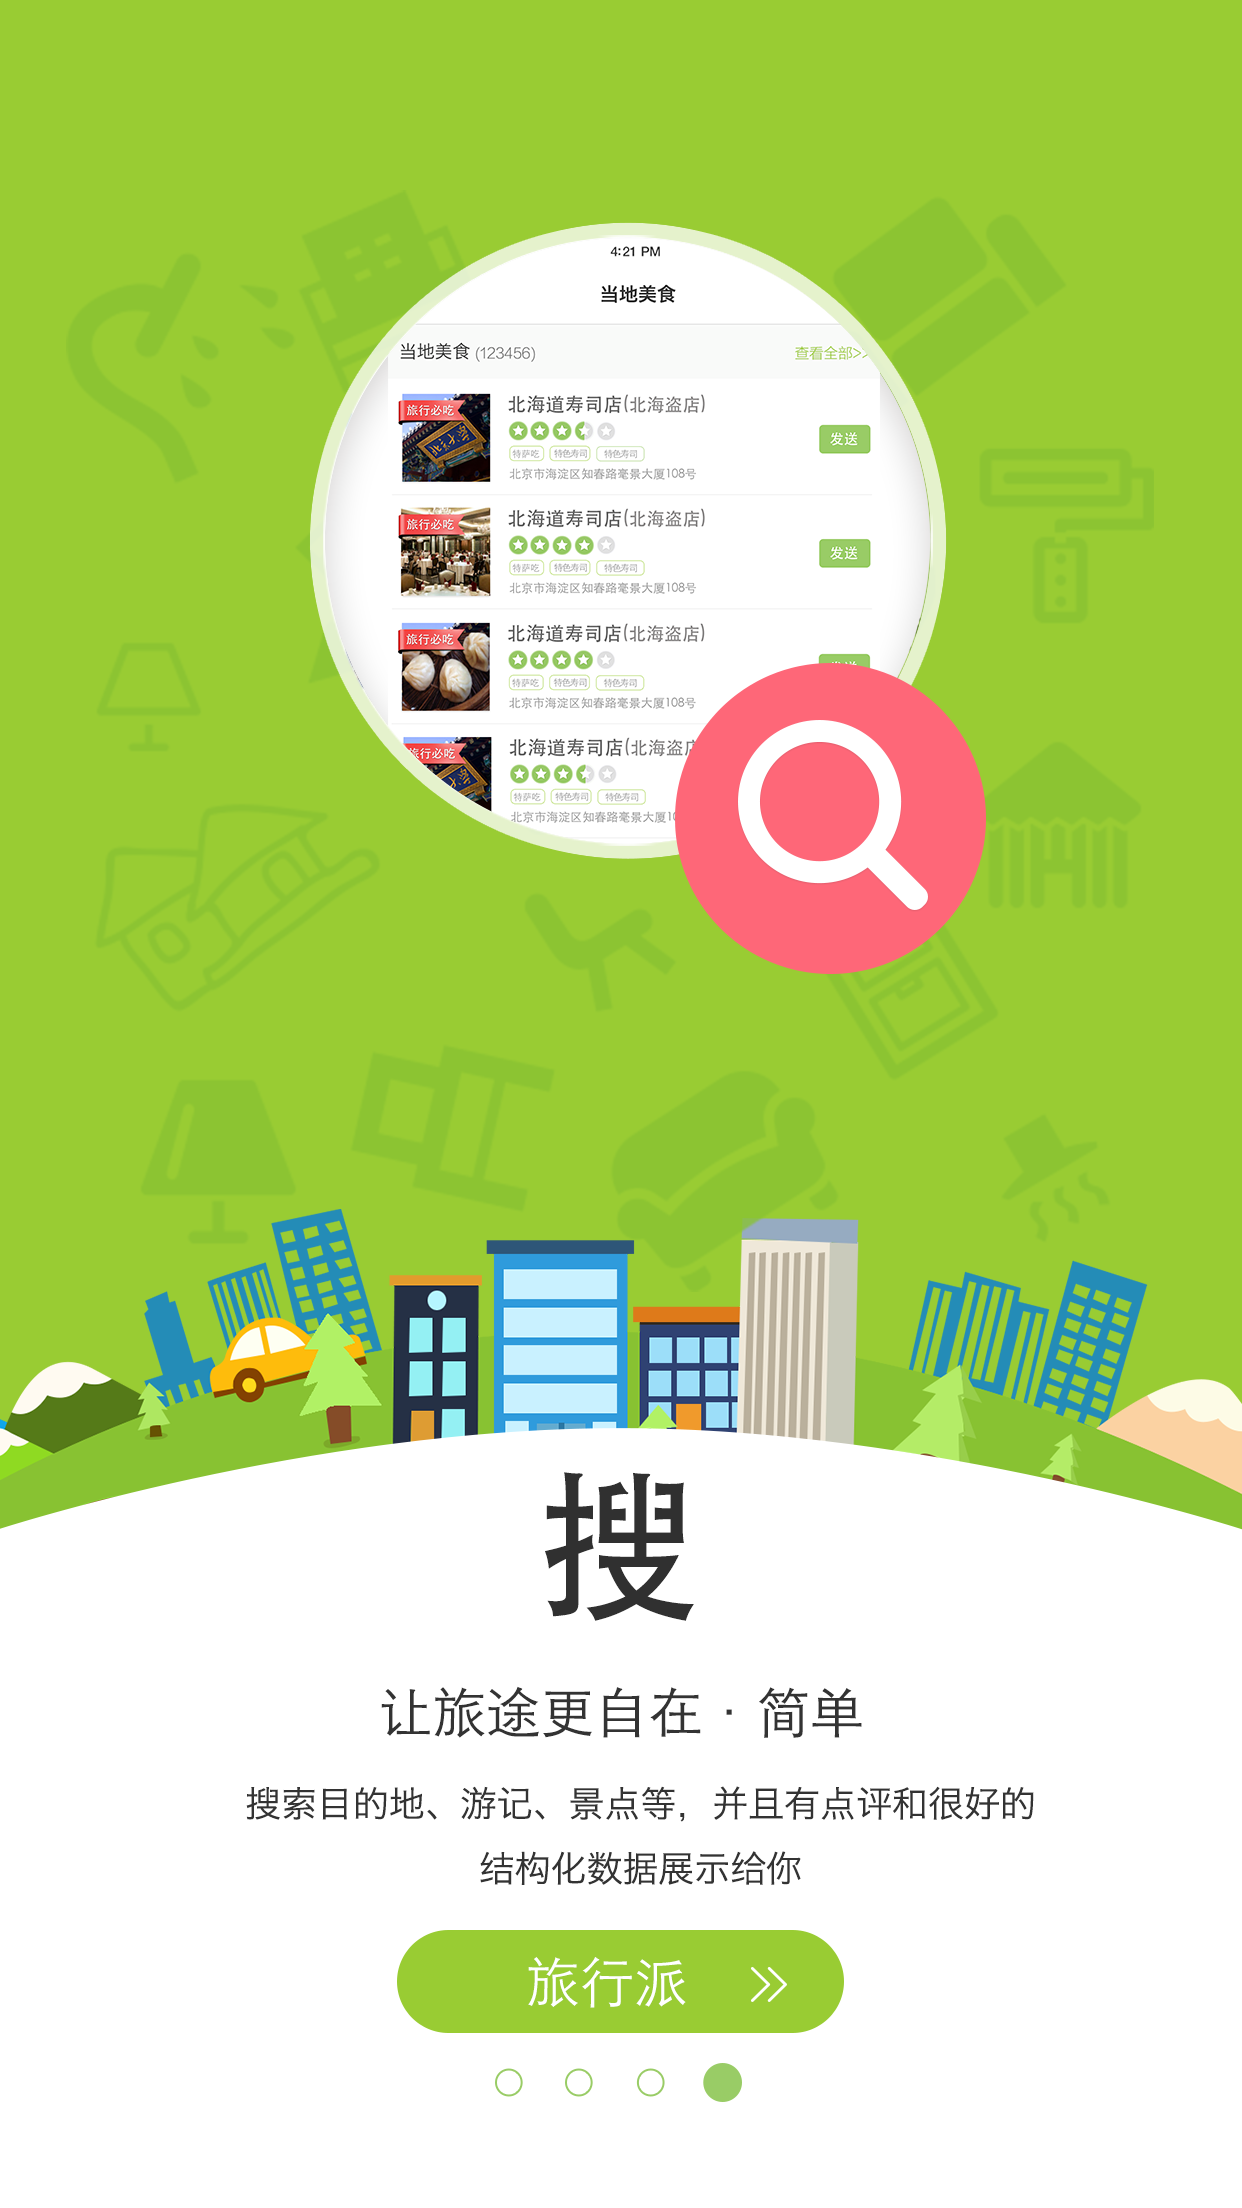 4:21 PM
当地美食
当地美食 (123456)
查看全部>>
旅行必吃
北海道寿司店(北海盗店)
特萨吃 特色寿司 特色寿司
北京市海淀区知春路毫景大厦108号
发送
旅行必吃
北海道寿司店(北海盗店)
特萨吃 特色寿司 特色寿司
北京市海淀区知春路毫景大厦108号
发送
旅行必吃
北海道寿司店(北海盗店)
特萨吃 特色寿司 特色寿司
北京市海淀区知春路毫景大厦108号
旅行必吃
北海道寿司店(北海盗店
特萨吃 特色寿司 特色寿司
北京市海淀区知春路毫景大厦10
搜
让旅途更自在 · 简单
搜索目的地、游记、景点等，并且有点评和很好的
结构化数据展示给你
旅行派